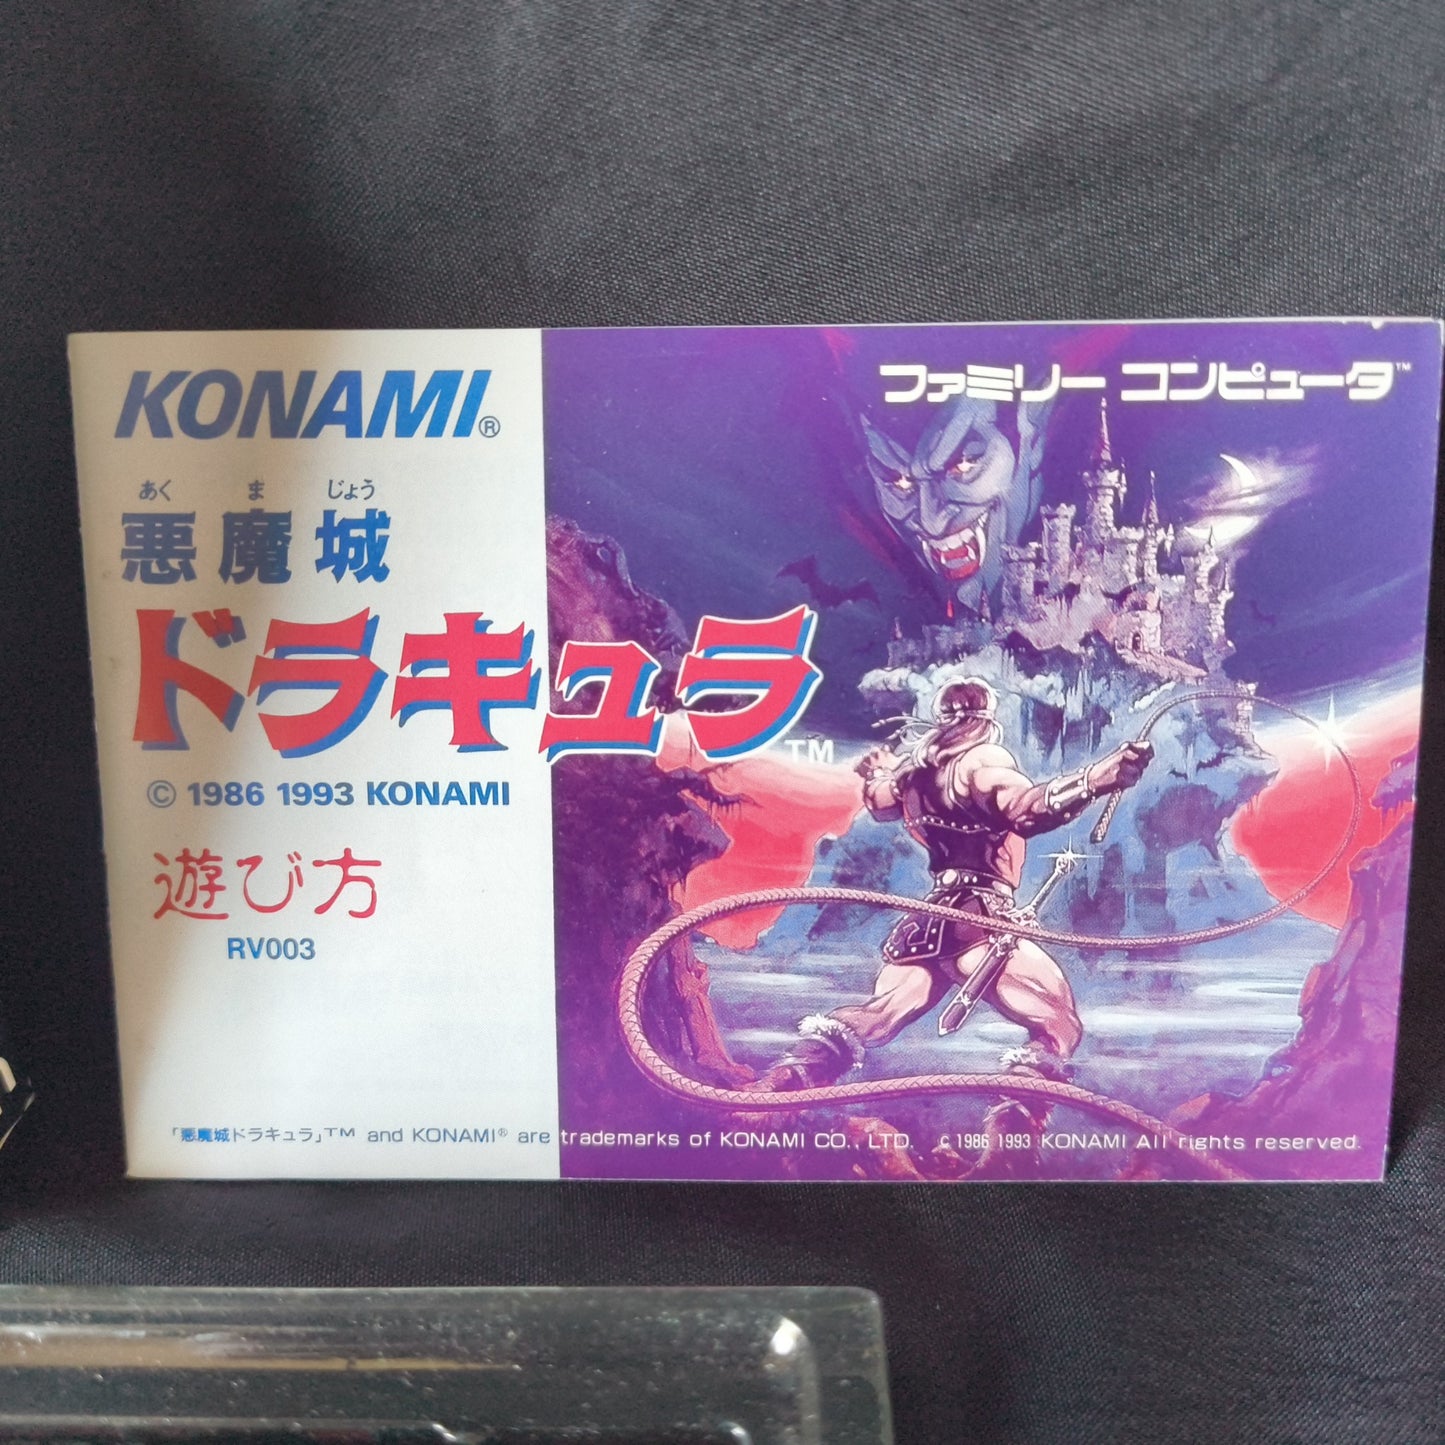 KONAMI®
ファミリーコンピュータ™
あく ま じょう
悪魔城
ドラキュラ™
© 1986 1993 KONAMI
遊び方
RV003
「悪魔城ドラキュラ」TM and KONAMI® are trademarks of KONAMI CO., LTD. © 1986 1993 KONAMI All rights reserved.